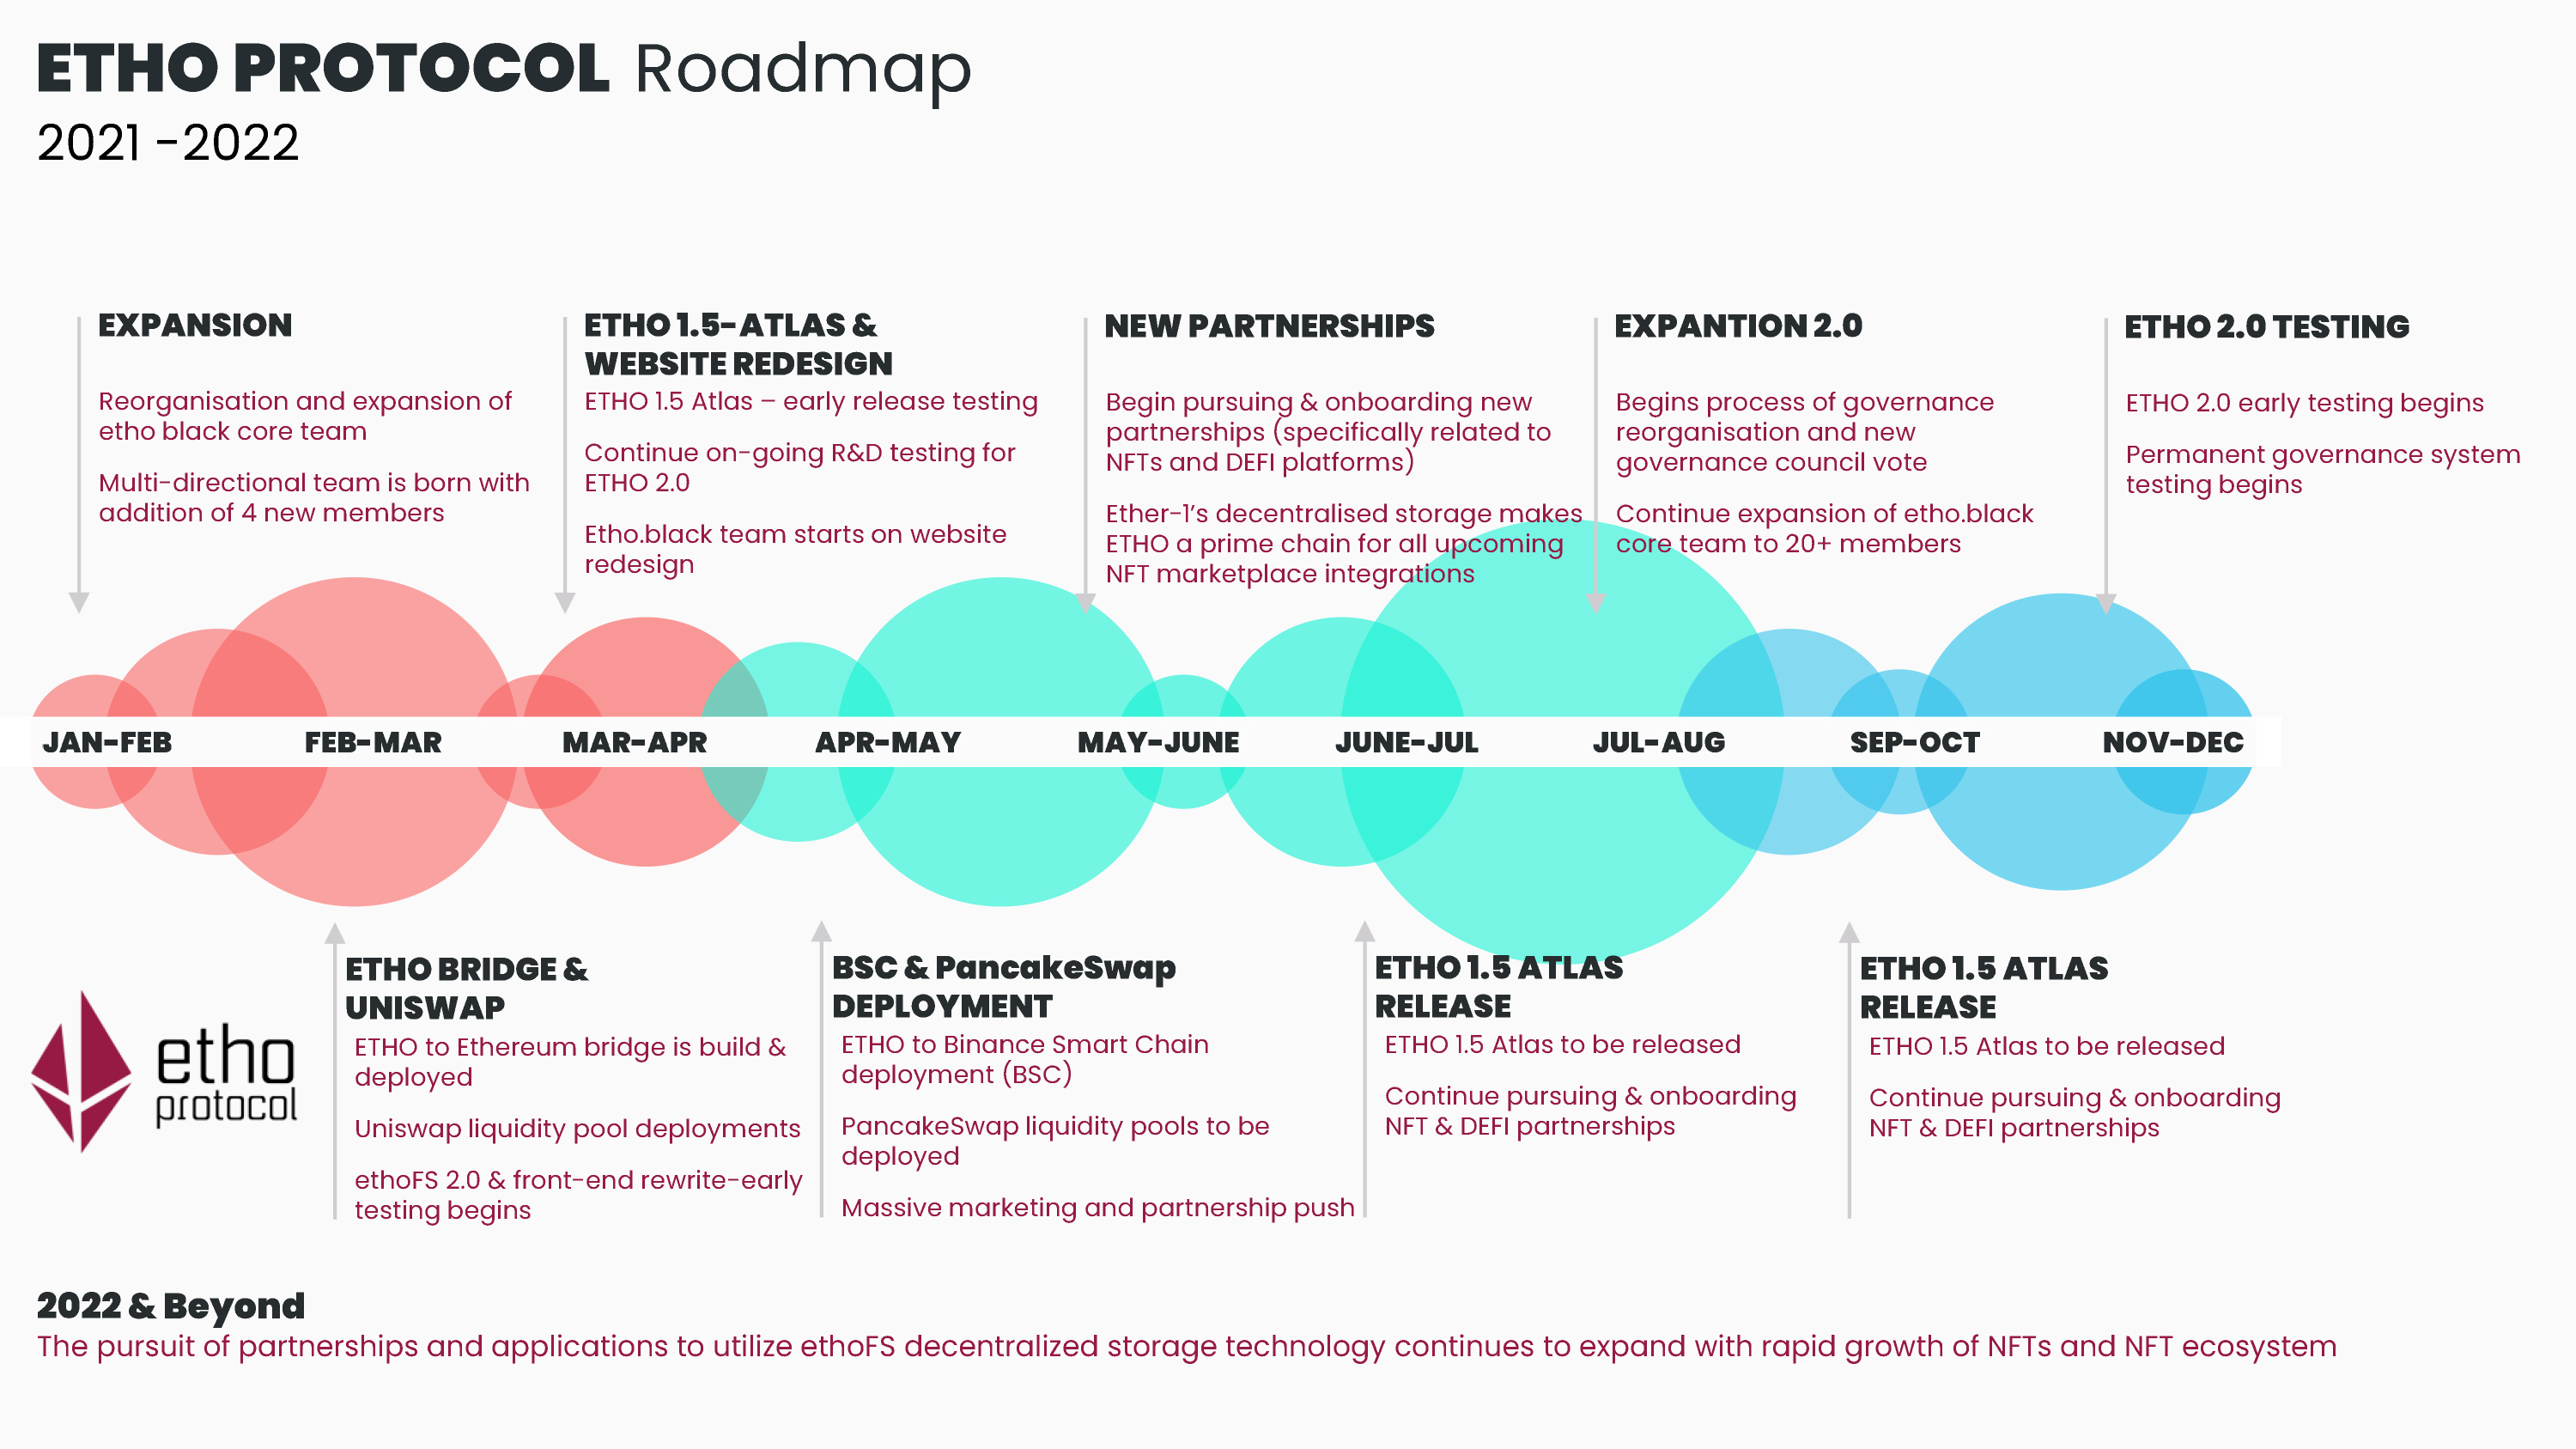 ETHO PROTOCOL Roadmap
2021 -2022
EXPANSION
Reorganisation and expansion of
etho black core team
Multi-directional team is born with
addition of 4 new members
ETHO 1.5-ATLAS &
WEBSITE REDESIGN
ETHO 1.5 Atlas – early release testing
Continue on-going R&D testing for
ETHO 2.0
Etho.black team starts on website
redesign
NEW PARTNERSHIPS
Begin pursuing & onboarding new
partnerships (specifically related to
NFTs and DEFI platforms)
Ether-1’s decentralised storage makes
ETHO a prime chain for all upcoming
NFT marketplace integrations
EXPANTION 2.0
Begins process of governance
reorganisation and new
governance council vote
Continue expansion of etho.black
core team to 20+ members
ETHO 2.0 TESTING
ETHO 2.0 early testing begins
Permanent governance system
testing begins
JAN-FEB
FEB-MAR
MAR-APR
APR-MAY
MAY-JUNE
JUNE-JUL
JUL-AUG
SEP-OCT
NOV-DEC
etho
protocol
ETHO BRIDGE &
UNISWAP
ETHO to Ethereum bridge is build &
deployed
Uniswap liquidity pool deployments
ethoFS 2.0 & front-end rewrite-early
testing begins
BSC & PancakeSwap
DEPLOYMENT
ETHO to Binance Smart Chain
deployment (BSC)
PancakeSwap liquidity pools to be
deployed
Massive marketing and partnership push
ETHO 1.5 ATLAS
RELEASE
ETHO 1.5 Atlas to be released
Continue pursuing & onboarding
NFT & DEFI partnerships
ETHO 1.5 ATLAS
RELEASE
ETHO 1.5 Atlas to be released
Continue pursuing & onboarding
NFT & DEFI partnerships
2022 & Beyond
The pursuit of partnerships and applications to utilize ethoFS decentralized storage technology continues to expand with rapid growth of NFTs and NFT ecosystem